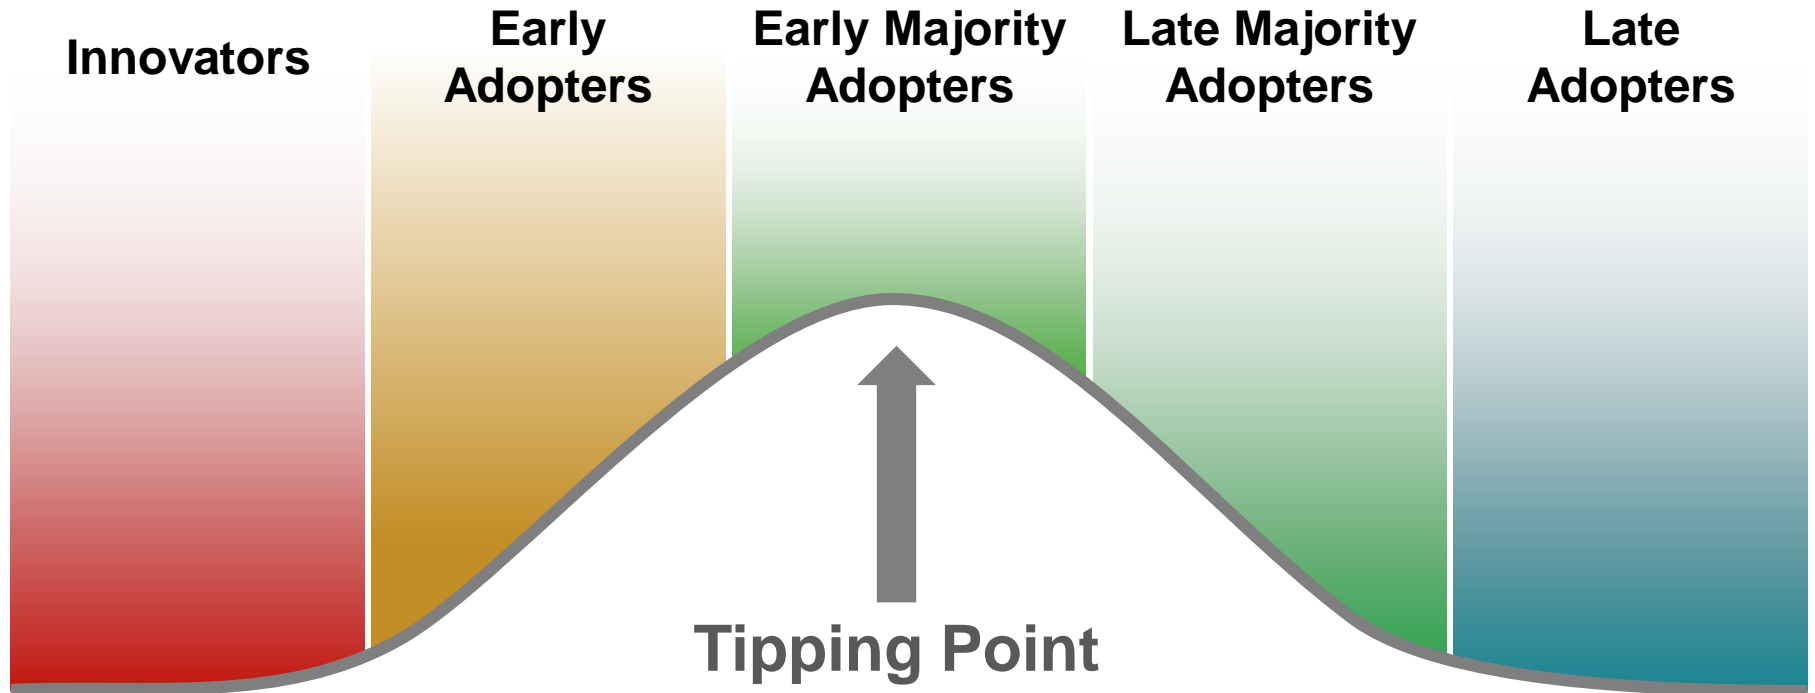 Innovators
Early
Adopters
Early Majority
Adopters
Late Majority
Adopters
Late
Adopters
Tipping Point